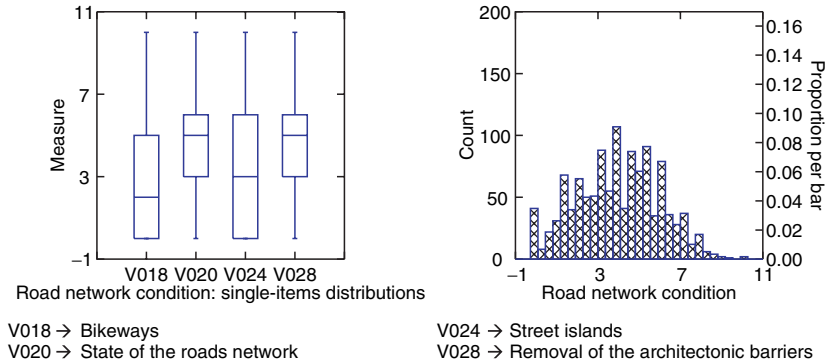 11
7
3
−1
Measure
V018 V020 V024 V028
Road network condition: single-items distributions
200
150
100
50
0
Count
0.16
0.14
0.12
0.10
0.08
0.06
0.04
0.02
0.00
Proportion per bar
−1 3 7 11
Road network condition
V018 → Bikeways
V020 → State of the roads network
V024 → Street islands
V028 → Removal of the architectonic barriers